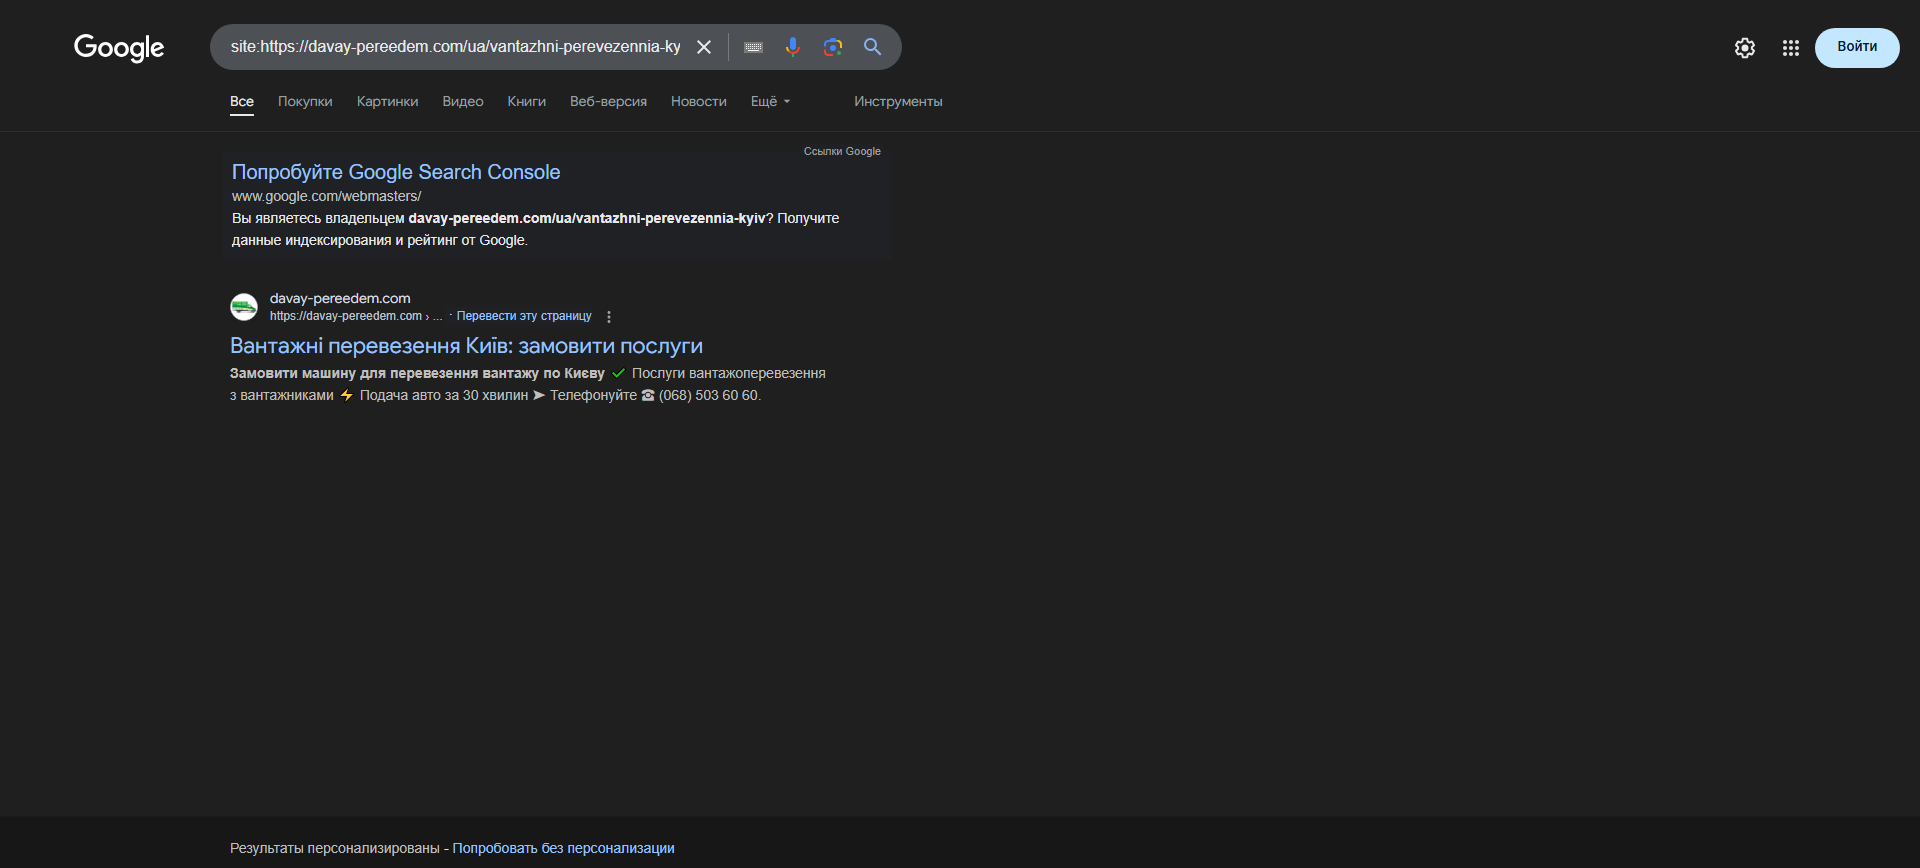 Google
site:https://davay-pereedem.com/ua/vantazhni-perevezennia-ky
Войти
Все Покупки Картинки Видео Книги Веб-версия Новости Ещё Инструменты
Ссылки Google
Попробуйте Google Search Console
www.google.com/webmasters/
Вы являетесь владельцем davay-pereedem.com/ua/vantazhni-perevezennia-kyiv? Получите
данные индексирования и рейтинг от Google.
davay-pereedem.com
https://davay-pereedem.com › ... · Перевести эту страницу
Вантажні перевезення Київ: замовити послуги
Замовити машину для перевезення вантажу по Києву ✔ Послуги вантажоперевезення
з вантажниками ⚡ Подача авто за 30 хвилин ➤ Телефонуйте ☎ (068) 503 60 60.
Результаты персонализированы - Попробовать без персонализации